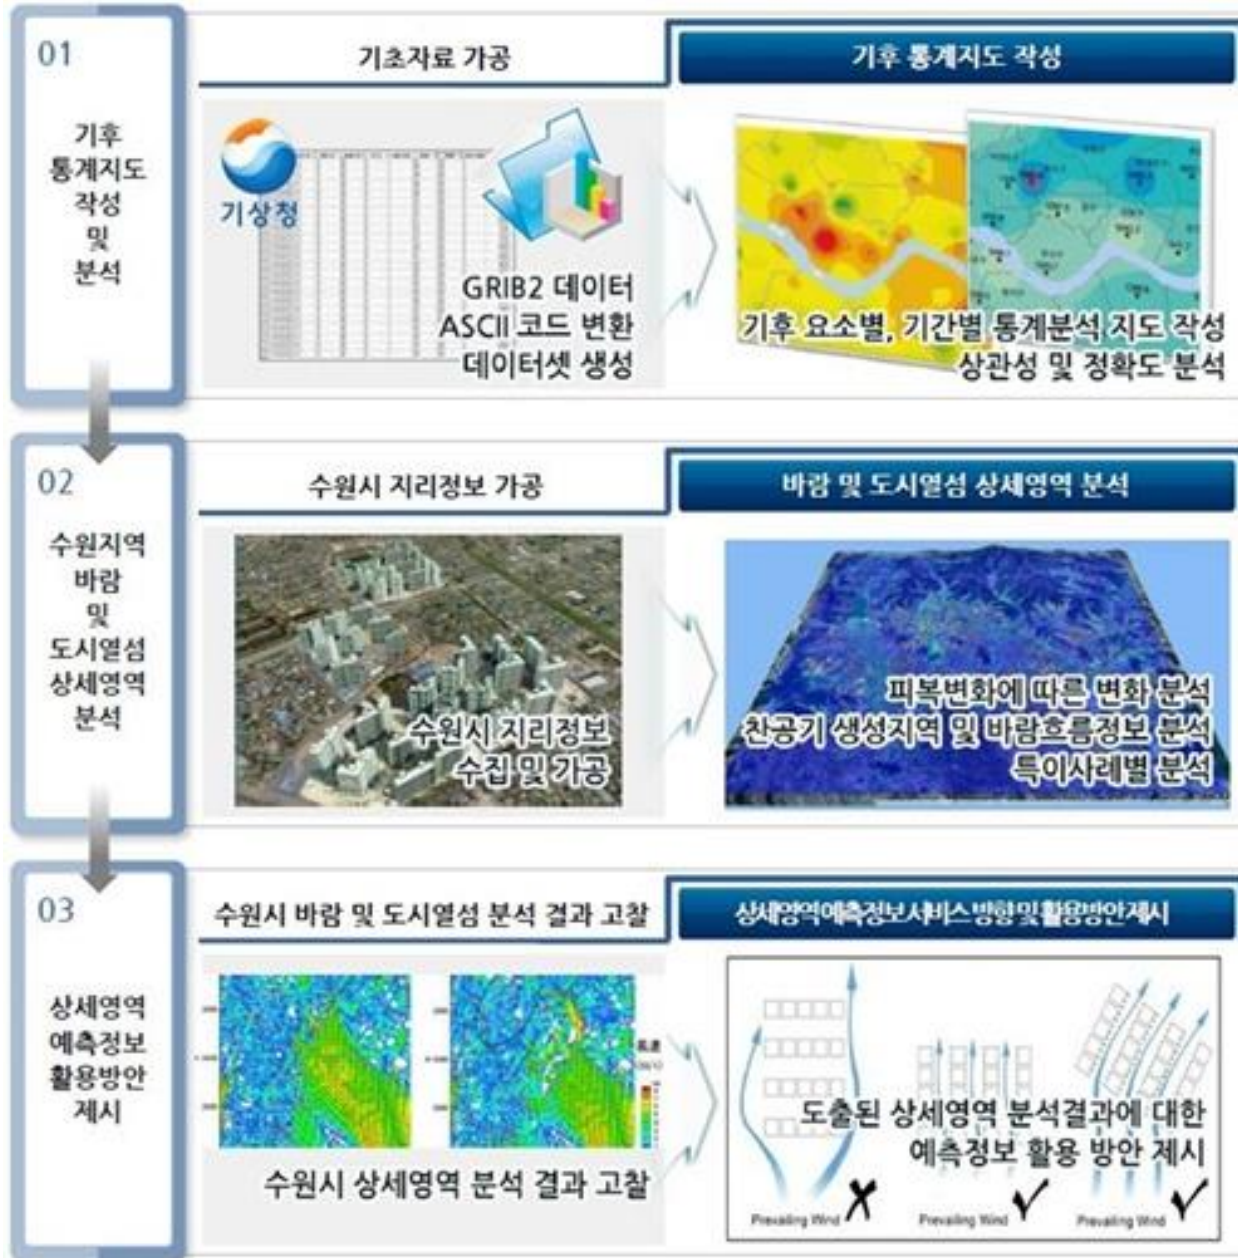 01
기후
통계지도
작성
및
분석
기초자료 가공
기후 통계지도 작성
기상청
GRIB2 데이터
ASCII 코드 변환
데이터셋 생성
기후 요소별, 기간별 통계분석 지도 작성
상관성 및 정확도 분석
02
수원지역
바람
및
도시열섬
상세영역
분석
수원시 지리정보 가공
바람 및 도시열섬 상세영역 분석
수원시 지리정보
수집 및 가공
피복변화에 따른 변화 분석
찬공기 생성지역 및 바람흐름정보 분석
특이사례별 분석
03
상세영역
예측정보
활용방안
제시
수원시 바람 및 도시열섬 분석 결과 고찰
상세영역예측정보서비스 방향 및 활용방안 제시
수원시 상세영역 분석 결과 고찰
도출된 상세영역 분석결과에 대한
예측정보 활용 방안 제시
Prevailing Wind
Prevailing Wind
Prevailing Wind